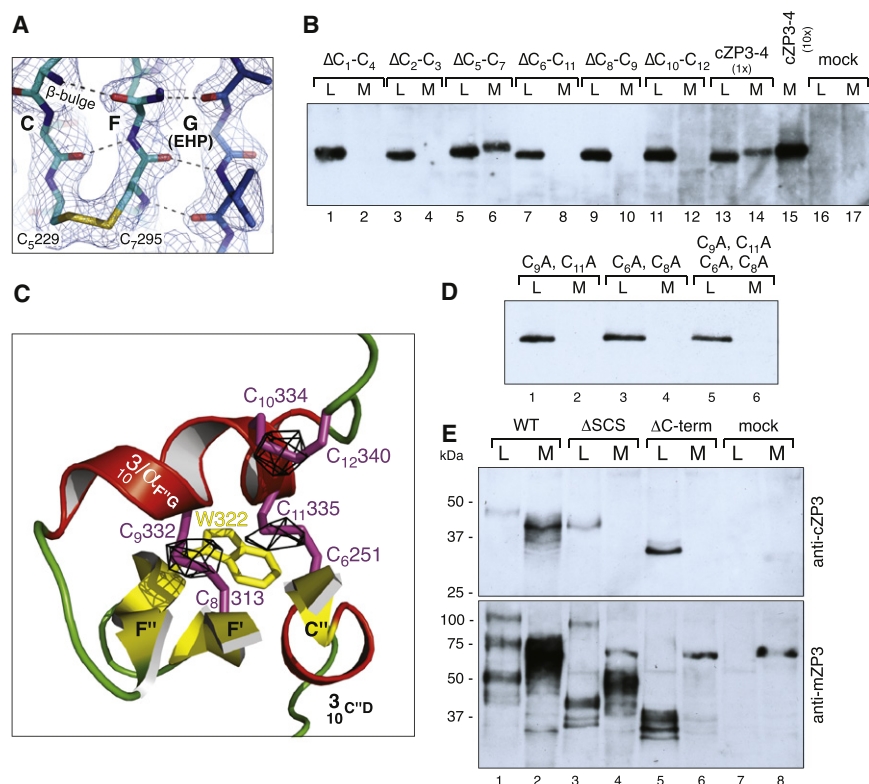 A
β-bulge
C F G
(EHP)
C5229 C7295
B
ΔC1-C4 ΔC2-C3 ΔC5-C7 ΔC6-C11 ΔC8-C9 ΔC10-C12 cZP3-4 (1x) cZP3-4 (10x) mock
L M L M L M L M L M L M L M M L M
1 2 3 4 5 6 7 8 9 10 11 12 13 14 15 16 17
C
C10334
C12340
3/10/αF"G
W322
C11335
C9332
C6251
C8313
F" F' C"
3 10 C"D
D
C9A, C11A
C9A, C11A C6A, C8A C6A, C8A
L M L M L M
1 2 3 4 5 6
E
WT ΔSCS ΔC-term mock
kDa L M L M L M L M
50 -
37 -
25 -
anti-cZP3
100 -
75 -
50 -
37 -
anti-mZP3
1 2 3 4 5 6 7 8